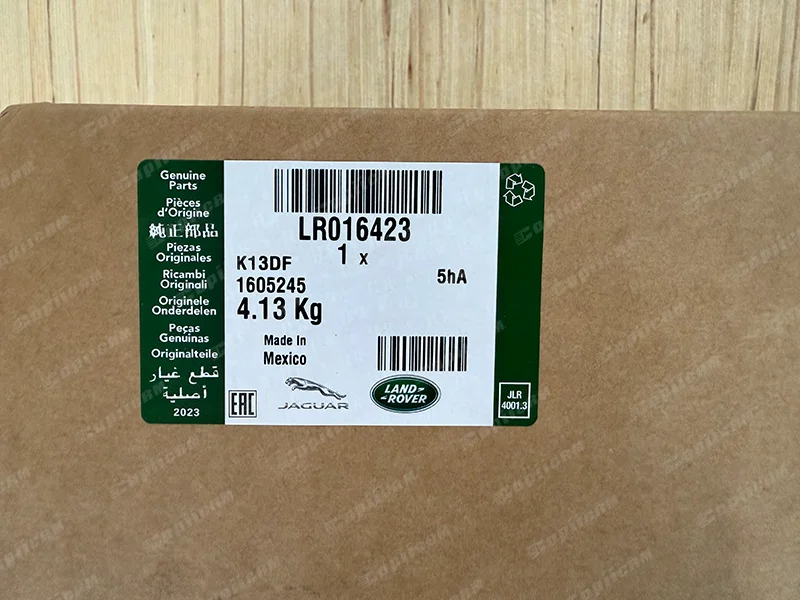 Genuine
Parts
Pièces
d'Origine
純正部品
Piezas
Originales
Ricambi
Originali
Originele
Onderdelen
Peças
Genuínas
Originalteile
قطع غيار
أصلية
2023
LR016423
1 x
K13DF
5hA
1605245
4.13 Kg
Made In
Mexico
EAC
JAGUAR
LAND-
-ROVER
JLR
4001.3